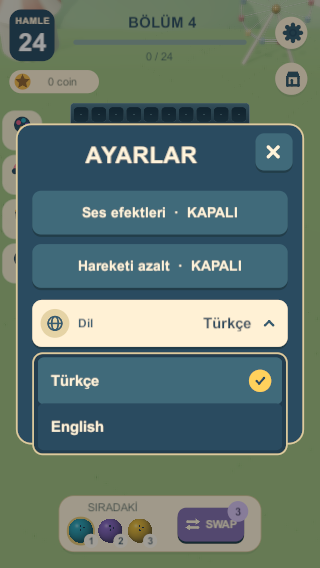 HAMLE
24
BÖLÜM 4
0 / 24
0 coin
AYARLAR
Ses efektleri · KAPALI
Hareketi azalt · KAPALI
Dil
Türkçe
Türkçe
English
SIRADAKİ
1
2
3
SWAP
3